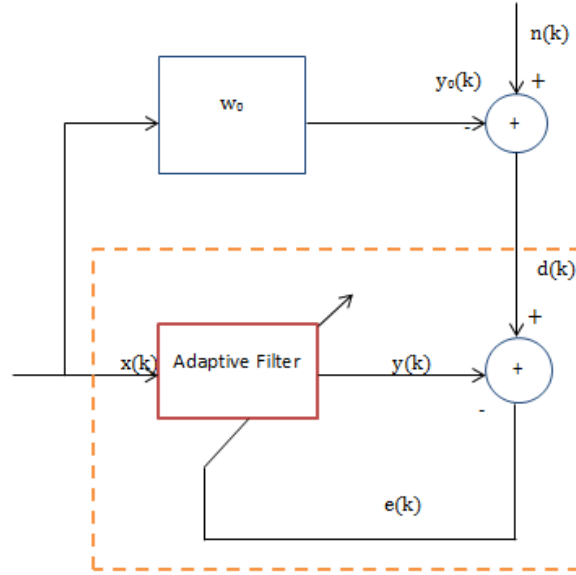 n(k)
y₀(k)
+
w₀
-
+
d(k)
+
x(k)
Adaptive Filter
y(k)
+
-
e(k)